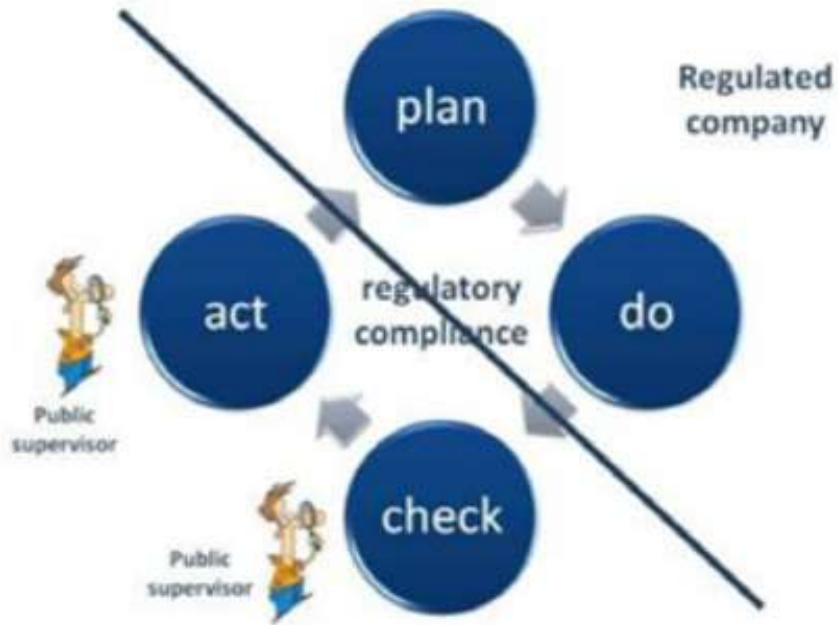 plan
Regulated
company
act
regulatory
compliance
do
Public
supervisor
check
Public
supervisor